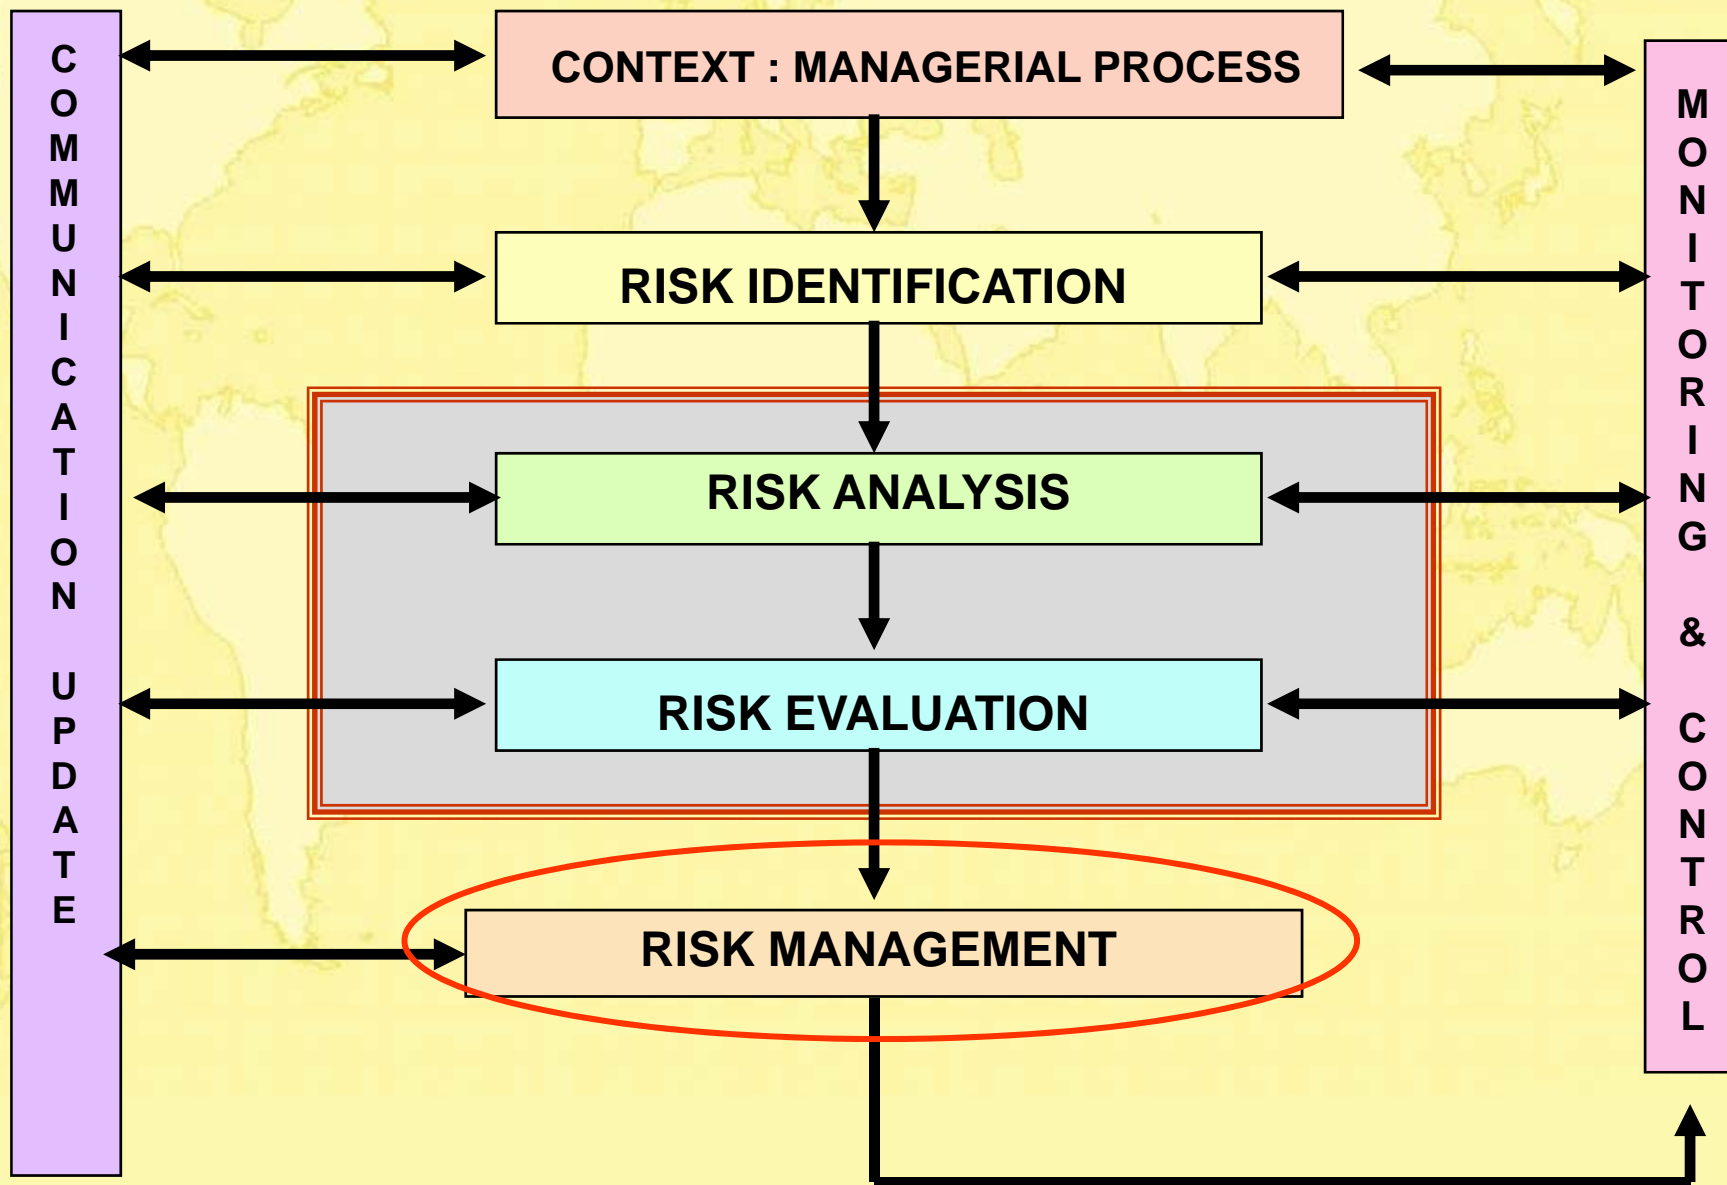 COMMUNICATION UPDATE
CONTEXT : MANAGERIAL PROCESS
RISK IDENTIFICATION
RISK ANALYSIS
RISK EVALUATION
RISK MANAGEMENT
MONITORING & CONTROL